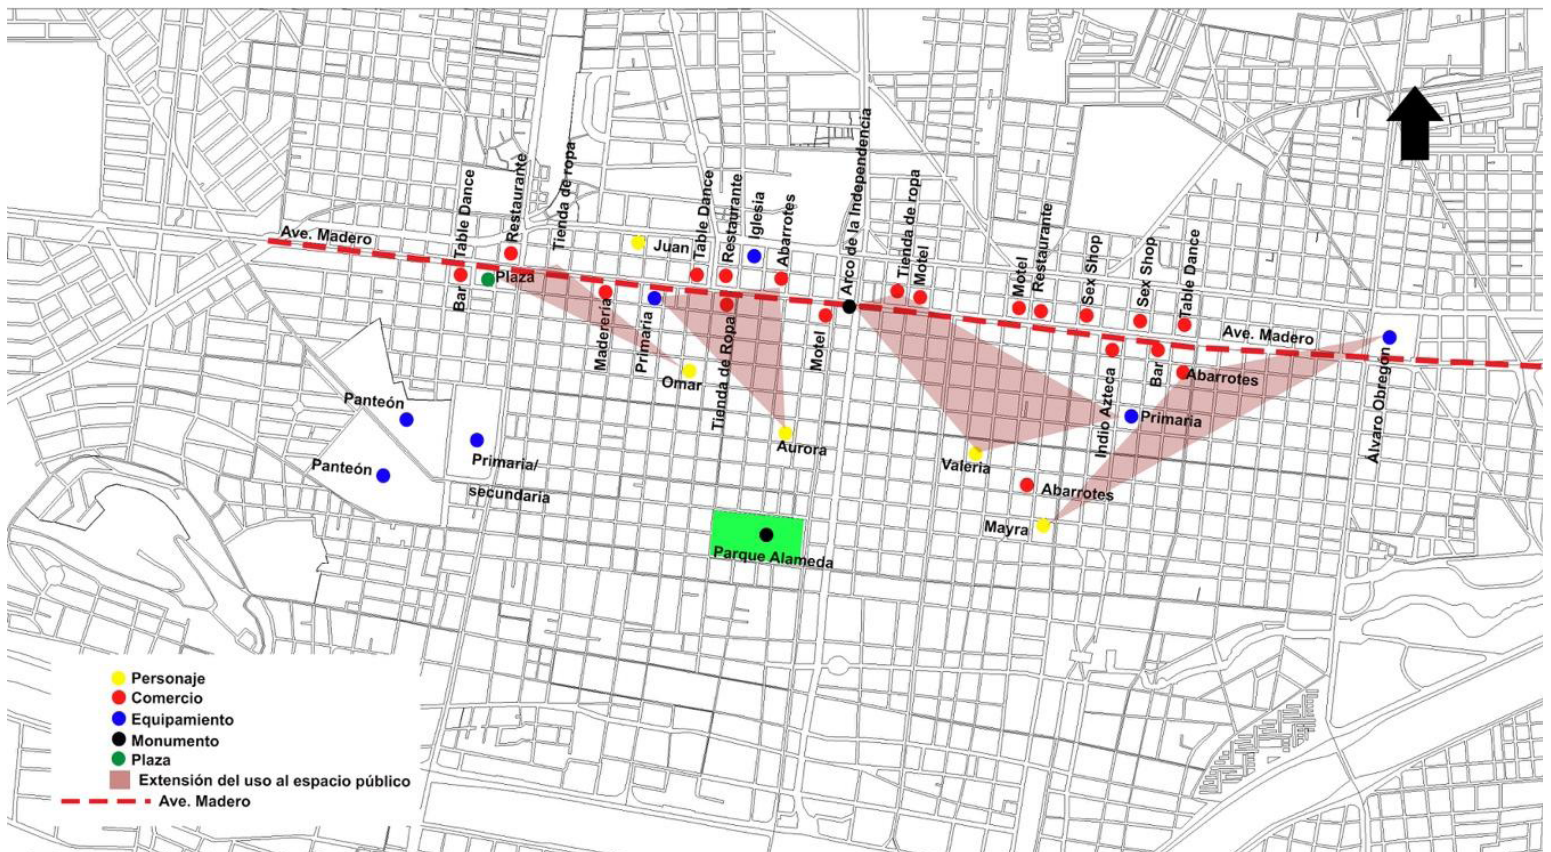 Ave. Madero
Table Dance
Bar
Restaurante
Plaza
Tienda de ropa
Juan
Maderería
Primaria
Omar
Table Dance
Restaurante
Tienda de Ropa
Iglesia
Abarrotes
Aurora
Motel
Arco de la Independencia
Tienda de ropa
Motel
Motel
Restaurante
Sex Shop
Sex Shop
Table Dance
Ave. Madero
Indio Azteca
Bar
Abarrotes
Primaria
Álvaro Obregón
Valeria
Abarrotes
Mayra
Panteón
Panteón
Primaria/
secundaria
Parque Alameda
Personaje
Comercio
Equipamiento
Monumento
Plaza
Extensión del uso al espacio público
Ave. Madero